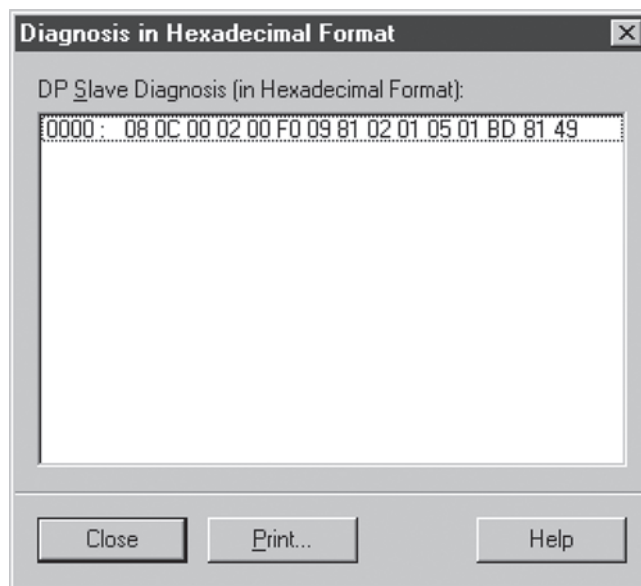 Diagnosis in Hexadecimal Format
DP Slave Diagnosis (in Hexadecimal Format):
0000 : 08 0C 00 02 00 F0 09 81 02 01 05 01 BD 81 49
Close Print... Help